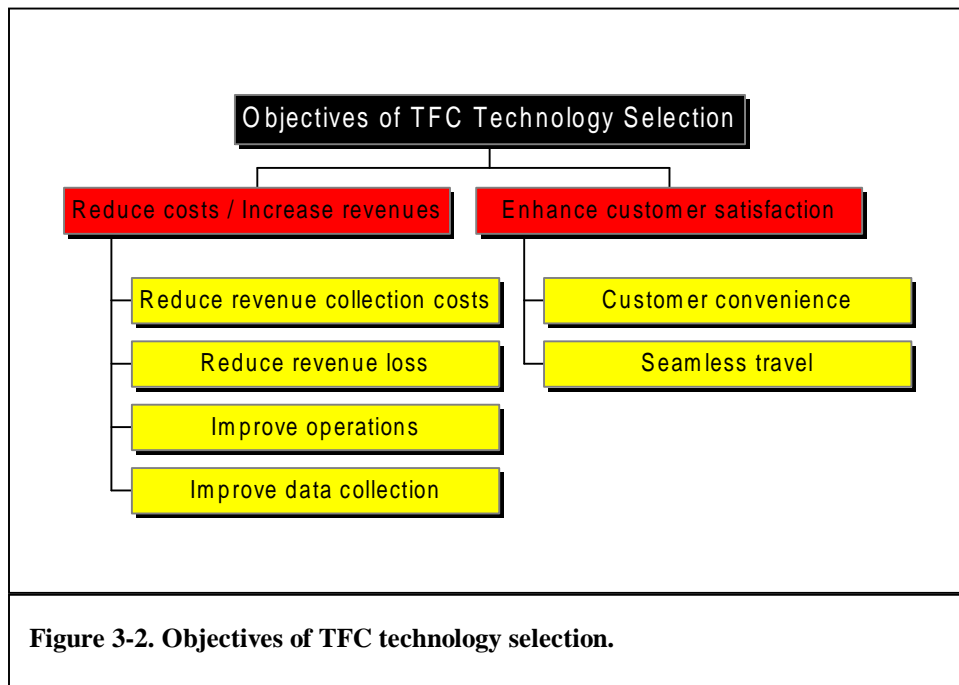 Objectives of TFC Technology Selection
Reduce costs / Increase revenues
Enhance customer satisfaction
Reduce revenue collection costs
Customer convenience
Reduce revenue loss
Seamless travel
Improve operations
Improve data collection
Figure 3-2. Objectives of TFC technology selection.